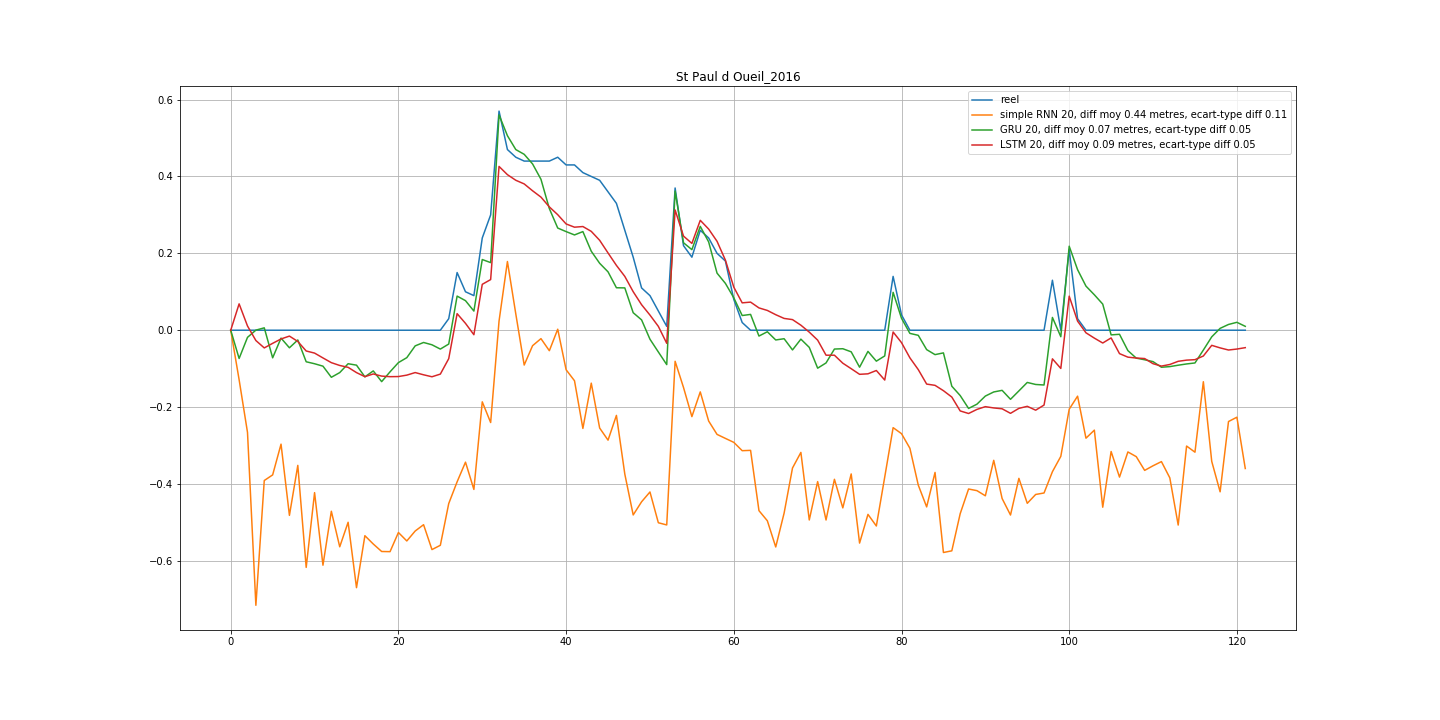 St Paul d Oueil_2016
reel
simple RNN 20, diff moy 0.44 metres, ecart-type diff 0.11
GRU 20, diff moy 0.07 metres, ecart-type diff 0.05
LSTM 20, diff moy 0.09 metres, ecart-type diff 0.05
0.6
0.4
0.2
0.0
−0.2
−0.4
−0.6
0 20 40 60 80 100 120